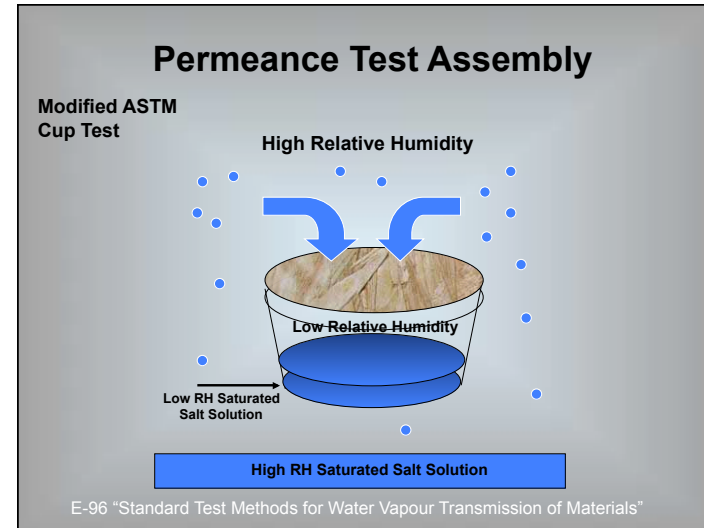 Permeance Test Assembly
Modified ASTM
Cup Test
High Relative Humidity
Low Relative Humidity
Low RH Saturated
Salt Solution
High RH Saturated Salt Solution
E-96 “Standard Test Methods for Water Vapour Transmission of Materials”